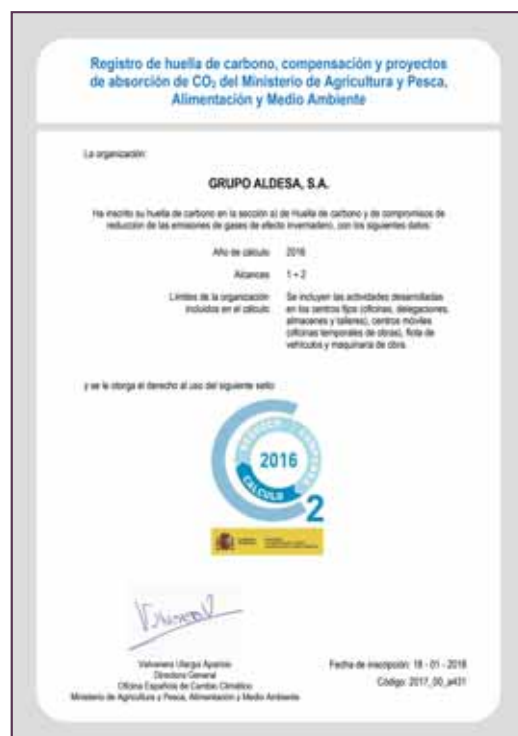 Registro de huella de carbono, compensación y proyectos
de absorción de CO₂ del Ministerio de Agricultura y Pesca,
Alimentación y Medio Ambiente
La organización:
GRUPO ALDESA, S.A.
Ha inscrito su huella de carbono en la sección a) de Huella de carbono y de compromisos de
reducción de las emisiones de gases de efecto invernadero, con los siguientes datos:
Año de cálculo 2016
Alcances 1 + 2
Límites de la organización incluidos en el cálculo
Se incluyen las actividades desarrolladas
en los centros fijos (oficinas, delegaciones,
almacenes y talleres), centros móviles
(oficinas temporales de obras), flota de
vehículos y maquinaria de obra.
y se le otorga el derecho al uso del siguiente sello:
REDUZCO COMPENSO
2016
CALCULO
2
Valvanera Ulargui Aparicio
Directora General
Oficina Española de Cambio Climático
Ministerio de Agricultura y Pesca, Alimentación y Medio Ambiente
Fecha de inscripción: 18 - 01 - 2018
Código: 2017_00_a431